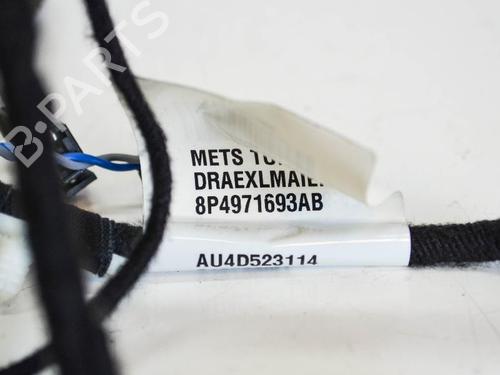 METS
DRAEXLMAIE
8P4971693AB
AU4D523114
B-PARTS